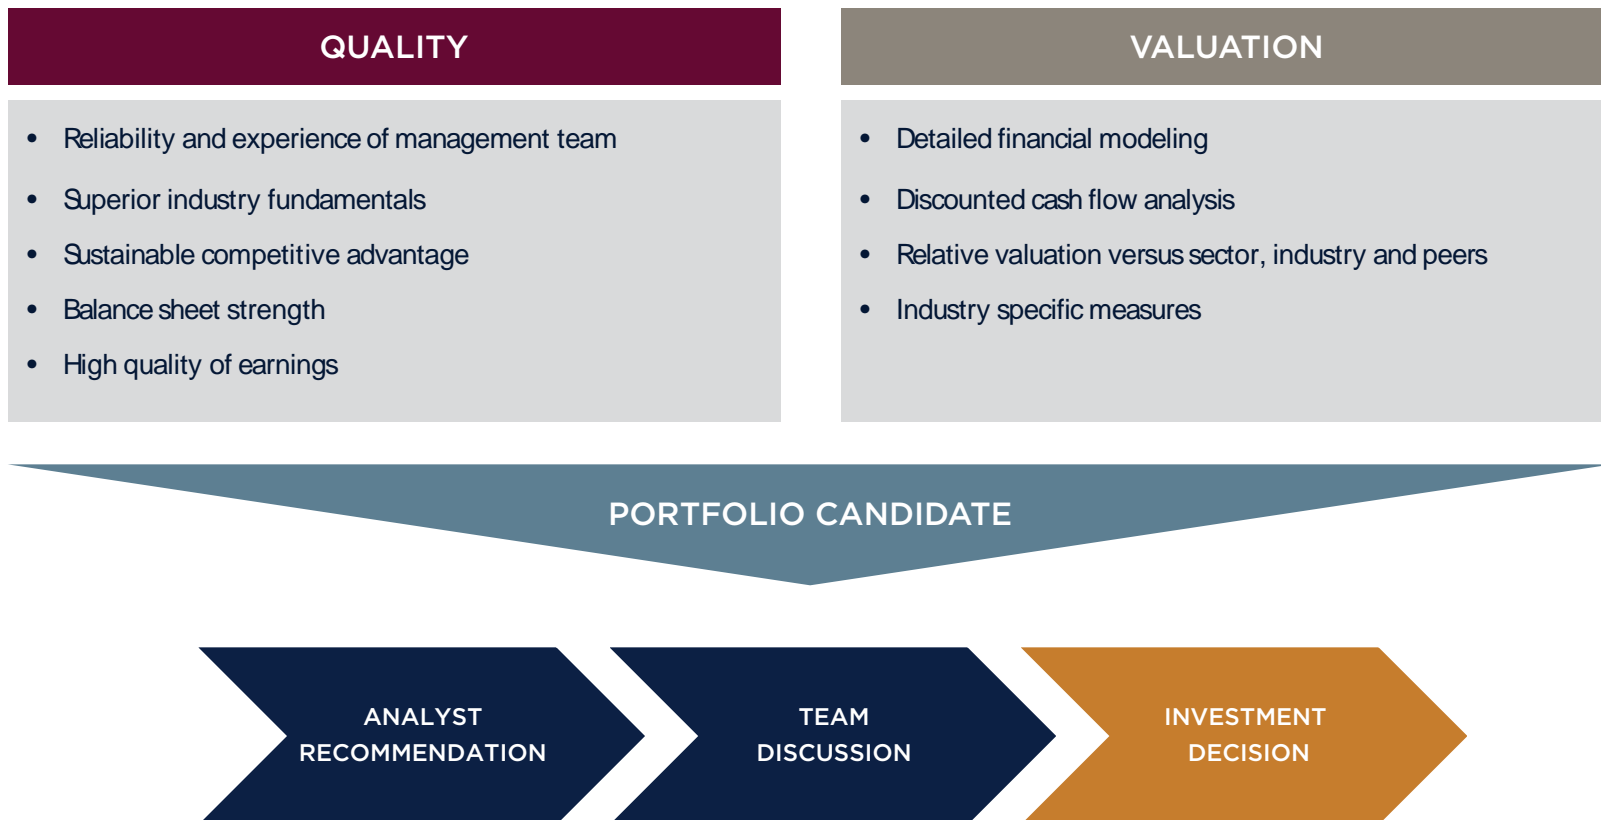 QUALITY
• Reliability and experience of management team
• Superior industry fundamentals
• Sustainable competitive advantage
• Balance sheet strength
• High quality of earnings
VALUATION
• Detailed financial modeling
• Discounted cash flow analysis
• Relative valuation versus sector, industry and peers
• Industry specific measures
PORTFOLIO CANDIDATE
ANALYST
RECOMMENDATION
TEAM
DISCUSSION
INVESTMENT
DECISION